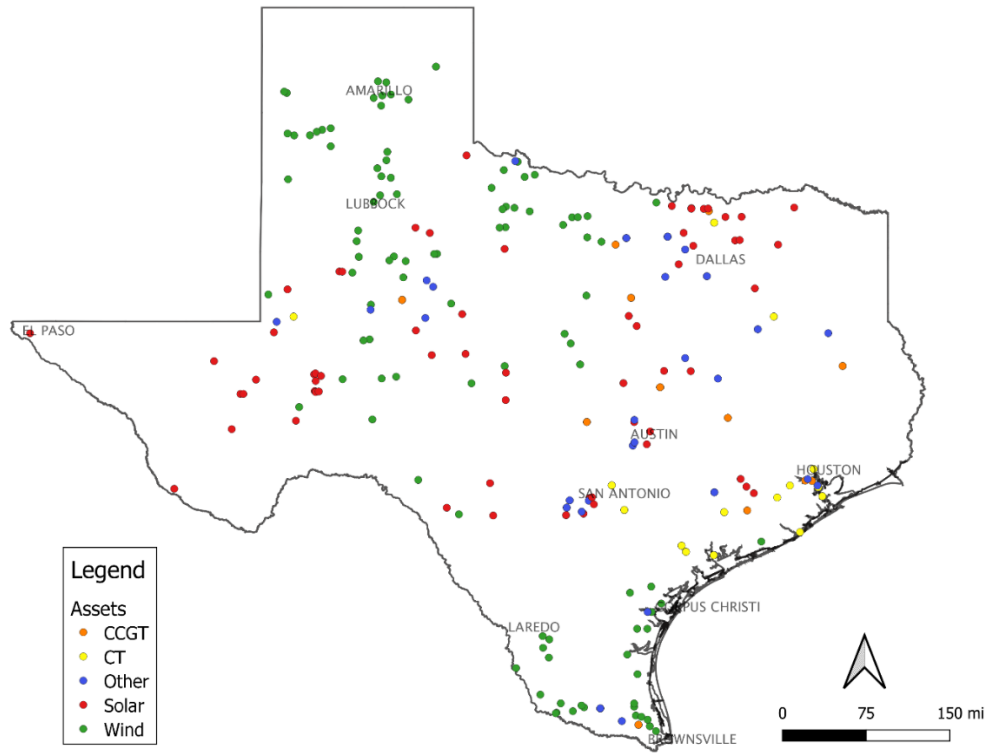 AMARILLO
LUBBOCK
DALLAS
EL PASO
AUSTIN
HOUSTON
SAN ANTONIO
CORPUS CHRISTI
LAREDO
BROWNSVILLE
Legend
Assets
CCGT
CT
Other
Solar
Wind
0 75 150 mi